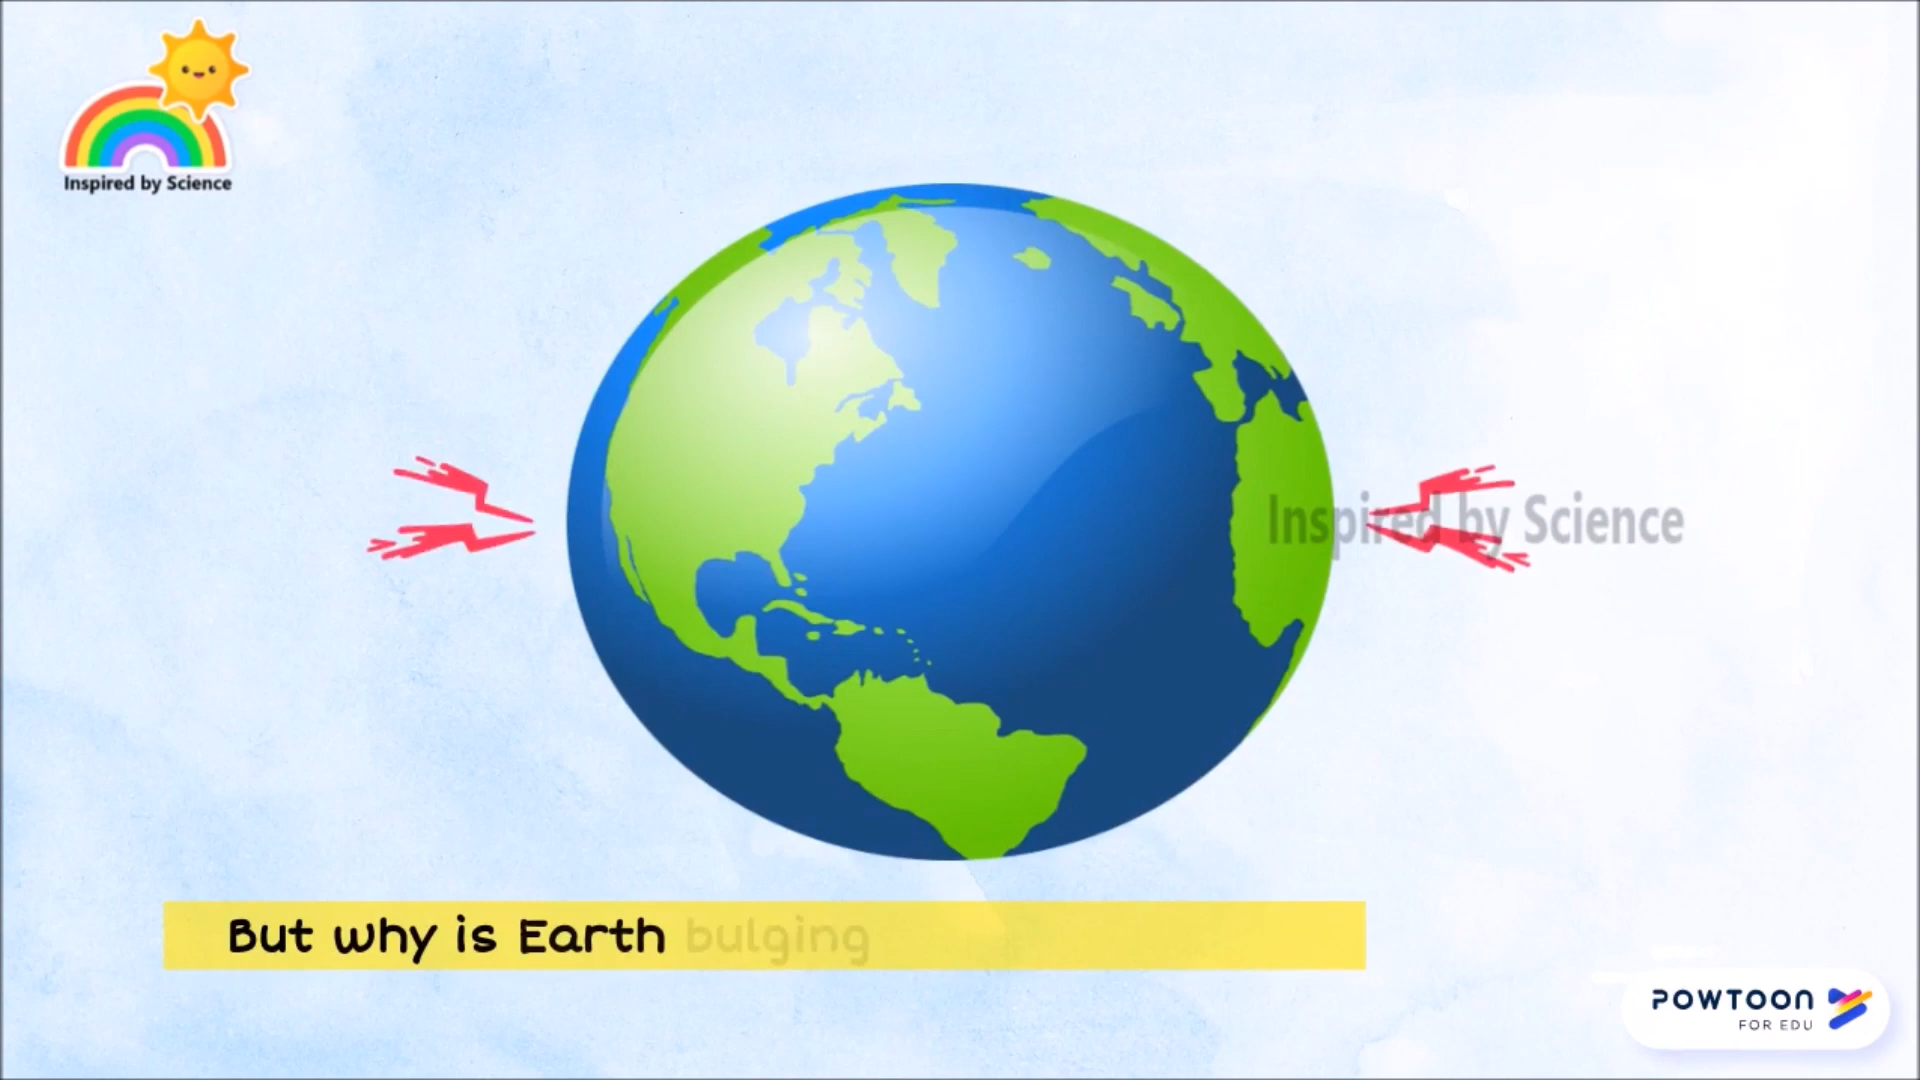 Inspired by Science
Inspired by Science
But why is Earth bulging
POWTOON
FOR EDU